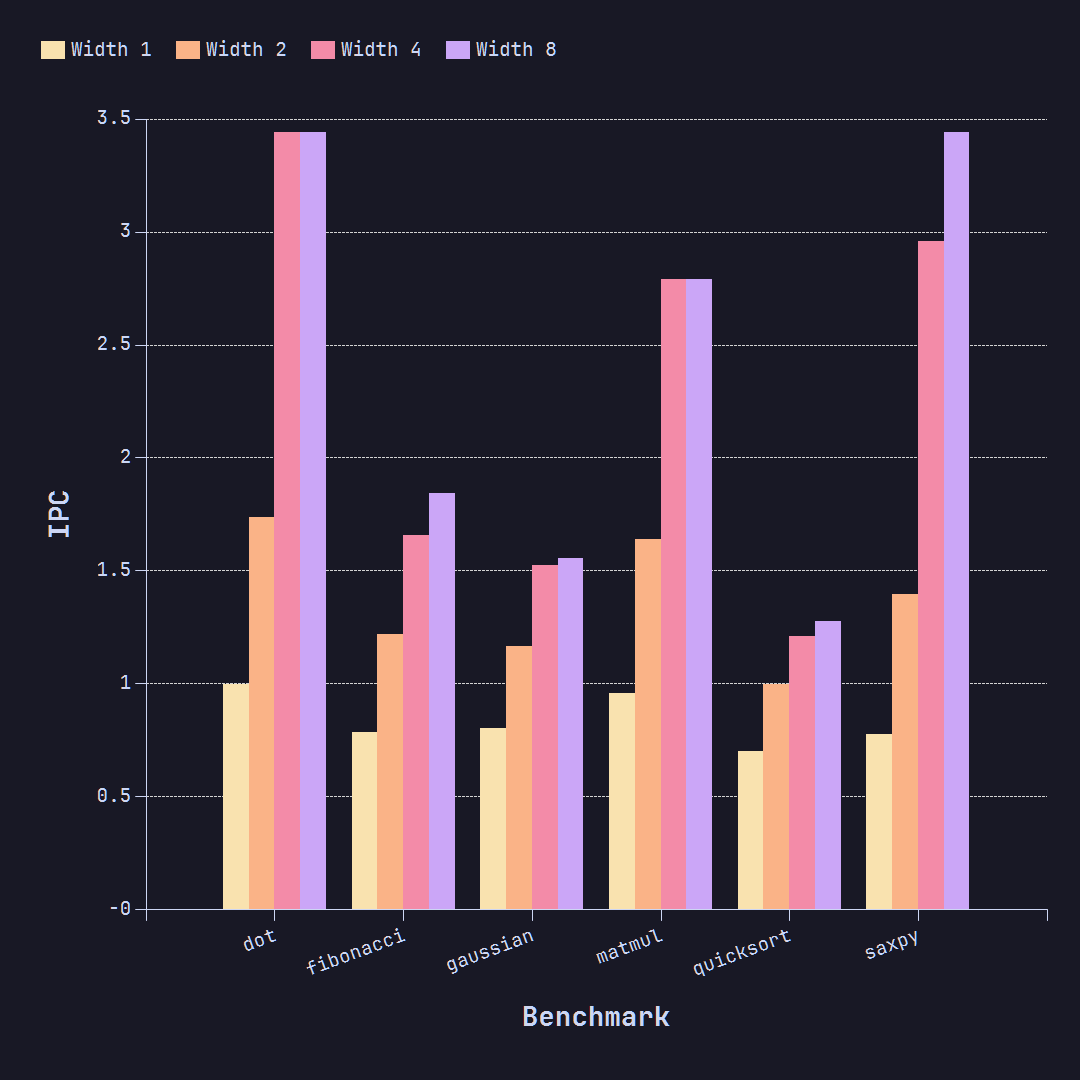 Width 1 Width 2 Width 4 Width 8
3.5
3
2.5
2
1.5
1
0.5
-0
IPC
dot fibonacci gaussian matmul quicksort saxpy
Benchmark